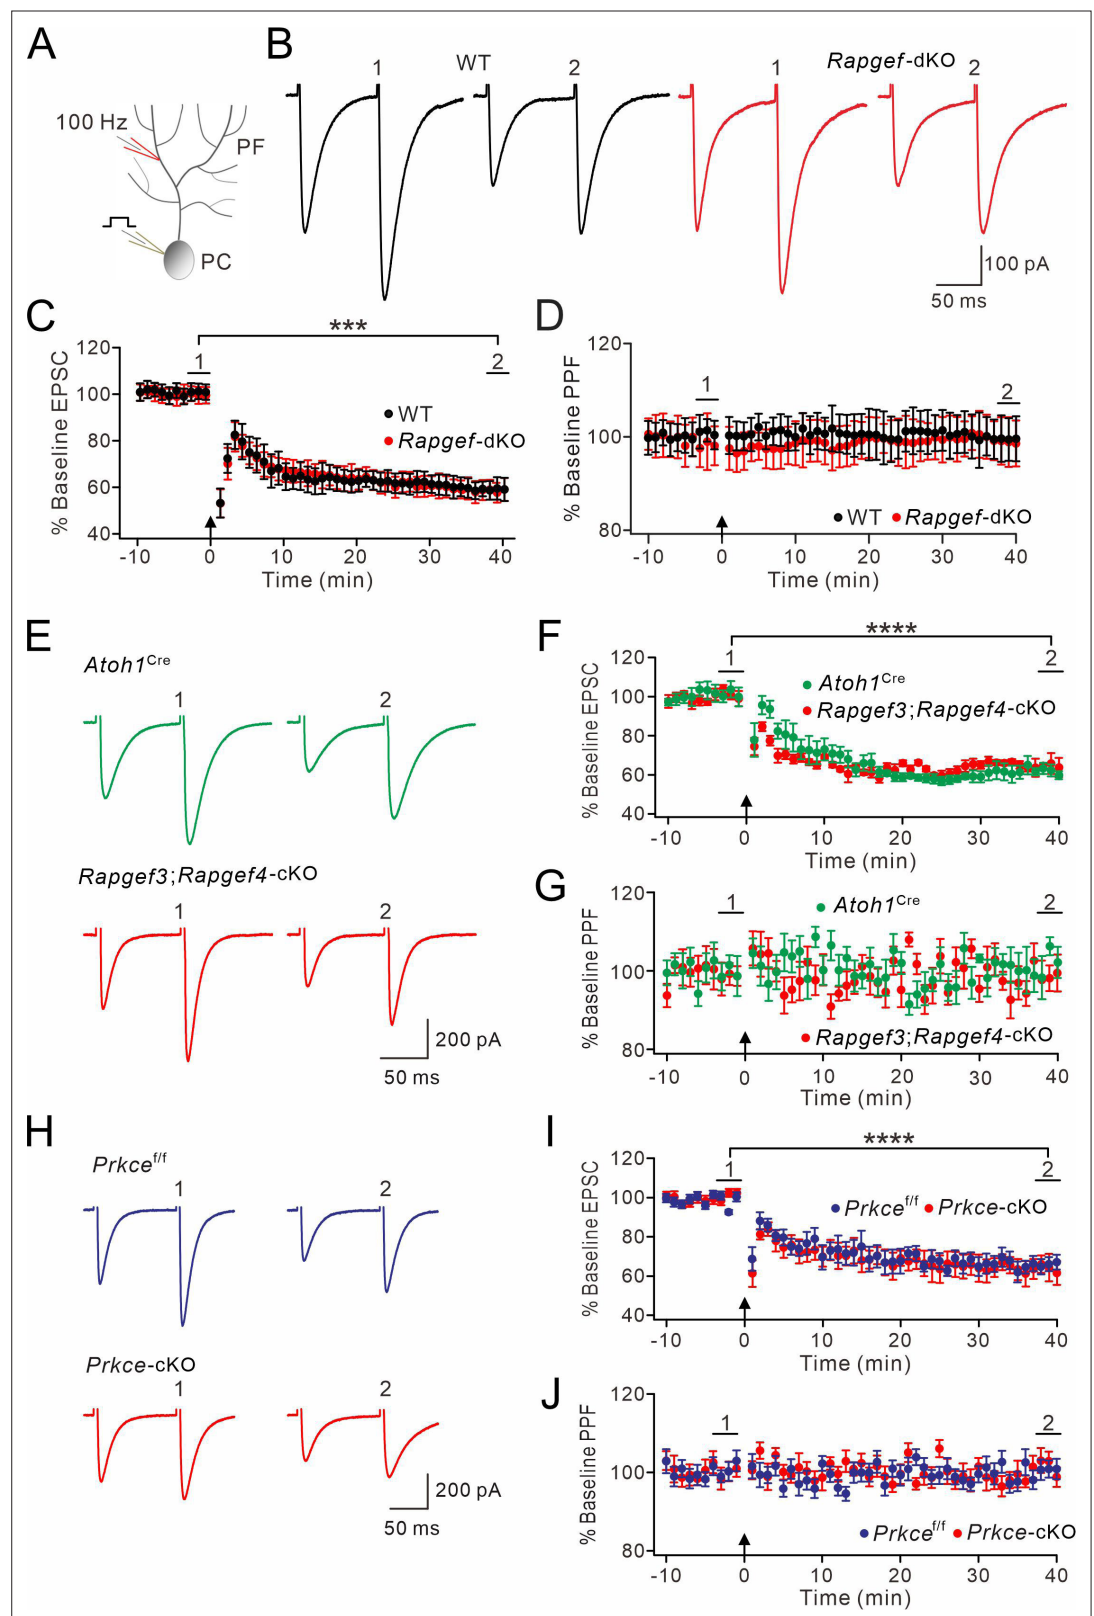 A
100 Hz
PF
PC
B
WT
Rapgef-dKO
1
2
1
2
100 pA
50 ms
C
***
% Baseline EPSC
120
100
80
60
40
1
2
WT
Rapgef-dKO
-10
0
10
20
30
40
Time (min)
D
% Baseline PPF
120
100
80
1
2
WT
Rapgef-dKO
-10
0
10
20
30
40
Time (min)
E
Atoh1Cre
1
2
Rapgef3;Rapgef4-cKO
1
2
200 pA
50 ms
F
****
% Baseline EPSC
120
100
80
60
40
1
2
Atoh1Cre
Rapgef3;Rapgef4-cKO
-10
0
10
20
30
40
Time (min)
G
% Baseline PPF
120
100
80
1
2
Atoh1Cre
Rapgef3;Rapgef4-cKO
-10
0
10
20
30
40
Time (min)
H
Prkcef/f
1
2
Prkce-cKO
1
2
200 pA
50 ms
I
****
% Baseline EPSC
120
100
80
60
40
1
2
Prkcef/f
Prkce-cKO
-10
0
10
20
30
40
Time (min)
J
% Baseline PPF
120
100
80
1
2
Prkcef/f
Prkce-cKO
-10
0
10
20
30
40
Time (min)